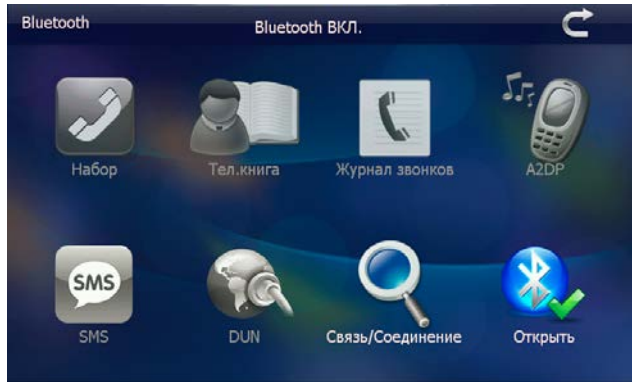 Bluetooth
Bluetooth ВКЛ.
Набор
Тел.книга
Журнал звонков
A2DP
SMS
SMS
DUN
Связь/Соединение
Открыть